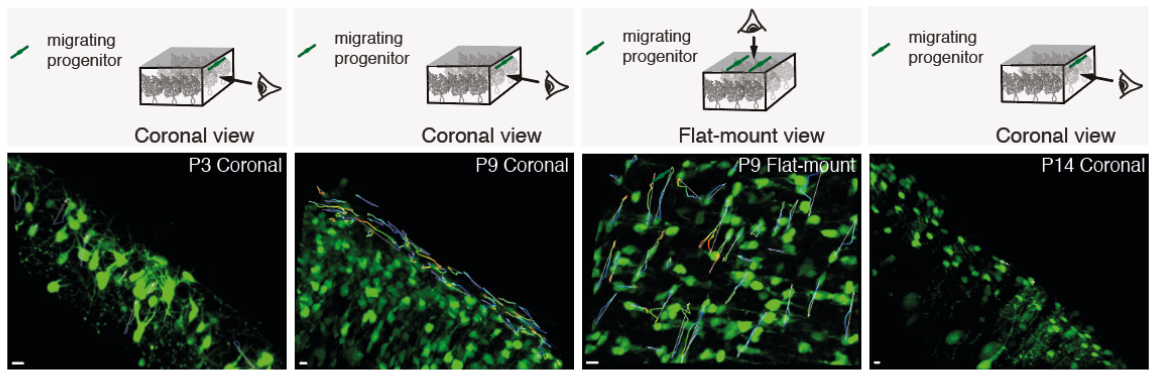 migrating
progenitor
Coronal view
P3 Coronal
migrating
progenitor
Coronal view
P9 Coronal
migrating
progenitor
Flat-mount view
P9 Flat-mount
migrating
progenitor
Coronal view
P14 Coronal